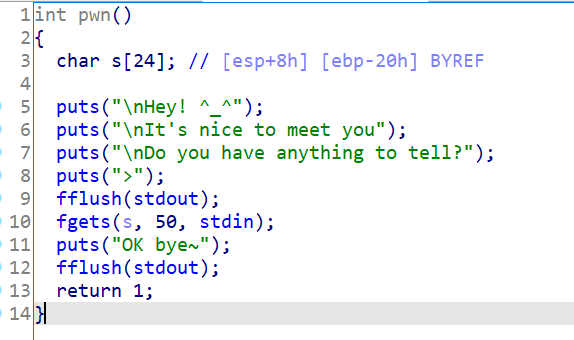 1 int pwn()
2 {
3   char s[24]; // [esp+8h] [ebp-20h] BYREF
4
5   puts("\nHey! ^_^");
6   puts("\nIt's nice to meet you");
7   puts("\nDo you have anything to tell?");
8   puts(">");
9   fflush(stdout);
10   fgets(s, 50, stdin);
11   puts("OK bye~");
12   fflush(stdout);
13   return 1;
14 }